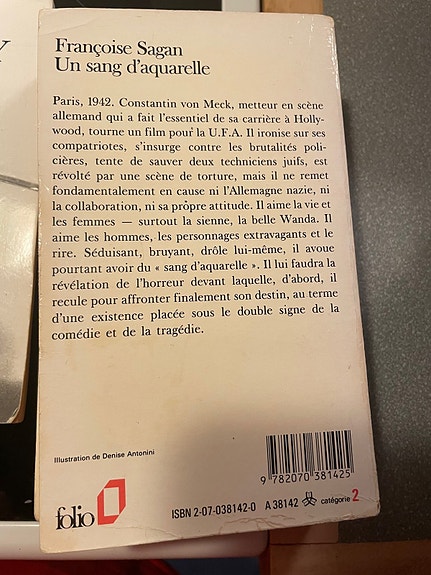 Françoise Sagan
Un sang d'aquarelle
Paris, 1942. Constantin von Meck, metteur en scène
allemand qui a fait l'essentiel de sa carrière à Holly-
wood, tourne un film pour la U.F.A. Il ironise sur ses
compatriotes, s'insurge contre les brutalités poli-
cières, tente de sauver deux techniciens juifs, est
révolté par une scène de torture, mais il ne remet
fondamentalement en cause ni l'Allemagne nazie, ni
la collaboration, ni sa propre attitude. Il aime la vie et
les femmes — surtout la sienne, la belle Wanda. Il
aime les hommes, les personnages extravagants et le
rire. Séduisant, bruyant, drôle lui-même, il avoue
pourtant avoir du « sang d'aquarelle ». Il lui faudra la
révélation de l'horreur devant laquelle, d'abord, il
recule pour affronter finalement son destin, au terme
d'une existence placée sous le double signe de la
comédie et de la tragédie.
Illustration de Denise Antonini
9 782070 381425
folio
ISBN 2-07-038142-0 A 38142 catégorie 2